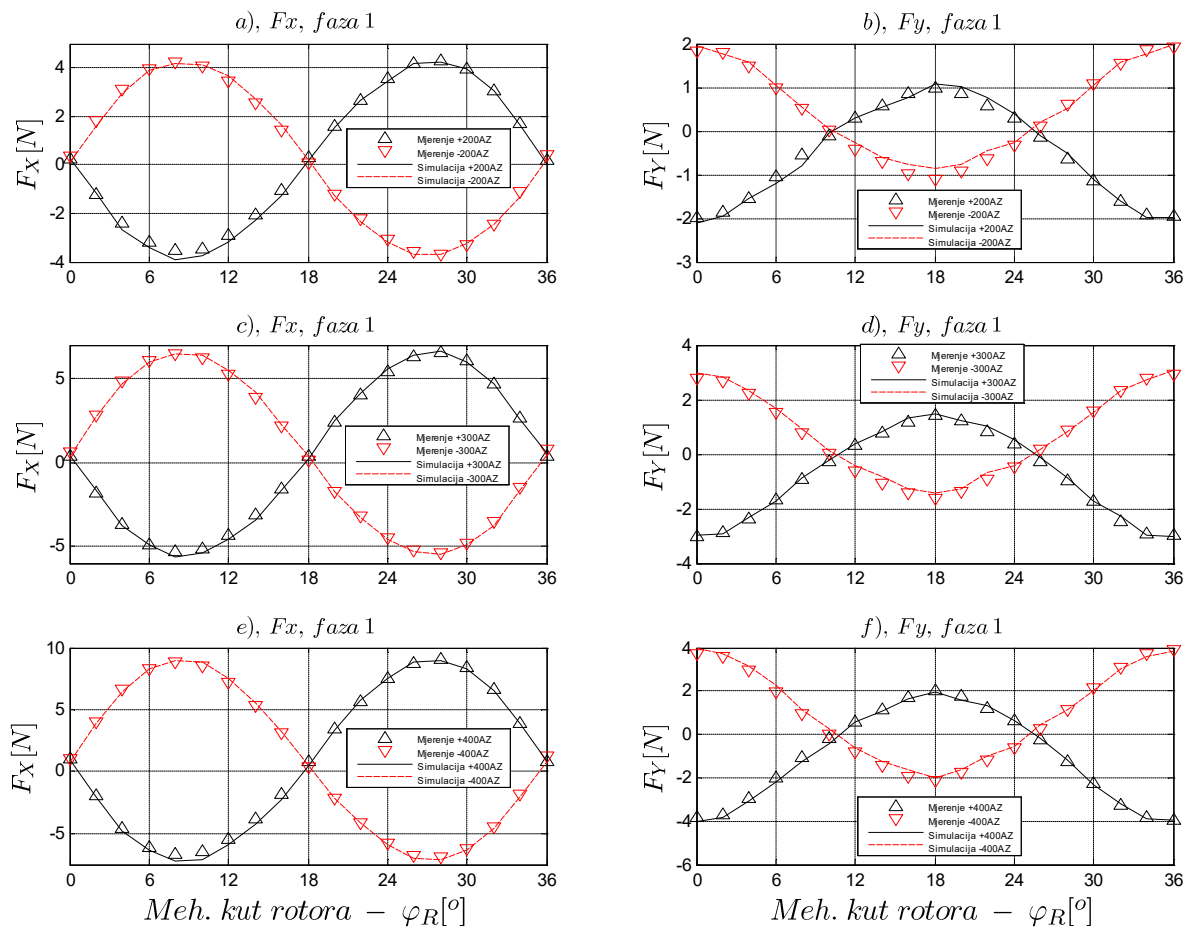 a), Fx, faza 1
4
2
0
-2
-4
F_X[N]
Mjerenje +200AZ
Mjerenje -200AZ
Simulacija +200AZ
Simulacija -200AZ
0 6 12 18 24 30 36
b), Fy, faza 1
2
1
0
-1
-2
-3
F_Y[N]
Mjerenje +200AZ
Mjerenje -200AZ
Simulacija +200AZ
Simulacija -200AZ
0 6 12 18 24 30 36
c), Fx, faza 1
5
0
-5
F_X[N]
Mjerenje +300AZ
Mjerenje -300AZ
Simulacija +300AZ
Simulacija -300AZ
0 6 12 18 24 30 36
d), Fy, faza 1
4
2
0
-2
-4
F_Y[N]
Mjerenje +300AZ
Mjerenje -300AZ
Simulacija +300AZ
Simulacija -300AZ
0 6 12 18 24 30 36
e), Fx, faza 1
10
5
0
-5
F_X[N]
Mjerenje +400AZ
Mjerenje -400AZ
Simulacija +400AZ
Simulacija -400AZ
0 6 12 18 24 30 36
Meh. kut rotora − φ_R[°]
f), Fy, faza 1
4
2
0
-2
-4
-6
F_Y[N]
Mjerenje +400AZ
Mjerenje -400AZ
Simulacija +400AZ
Simulacija -400AZ
0 6 12 18 24 30 36
Meh. kut rotora − φ_R[°]